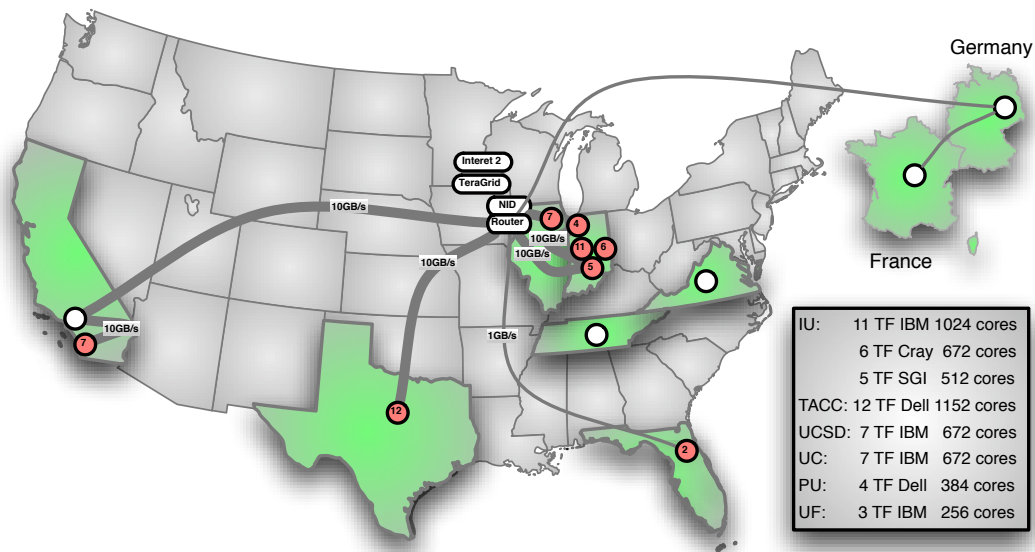 Germany
Interet 2
TeraGrid
NID
Router
10GB/s
7
4
10GB/s
11
6
10GB/s
5
10GB/s
France
10GB/s
7
1GB/s
12
2
IU: 11 TF IBM 1024 cores
6 TF Cray 672 cores
5 TF SGI 512 cores
TACC: 12 TF Dell 1152 cores
UCSD: 7 TF IBM 672 cores
UC: 7 TF IBM 672 cores
PU: 4 TF Dell 384 cores
UF: 3 TF IBM 256 cores